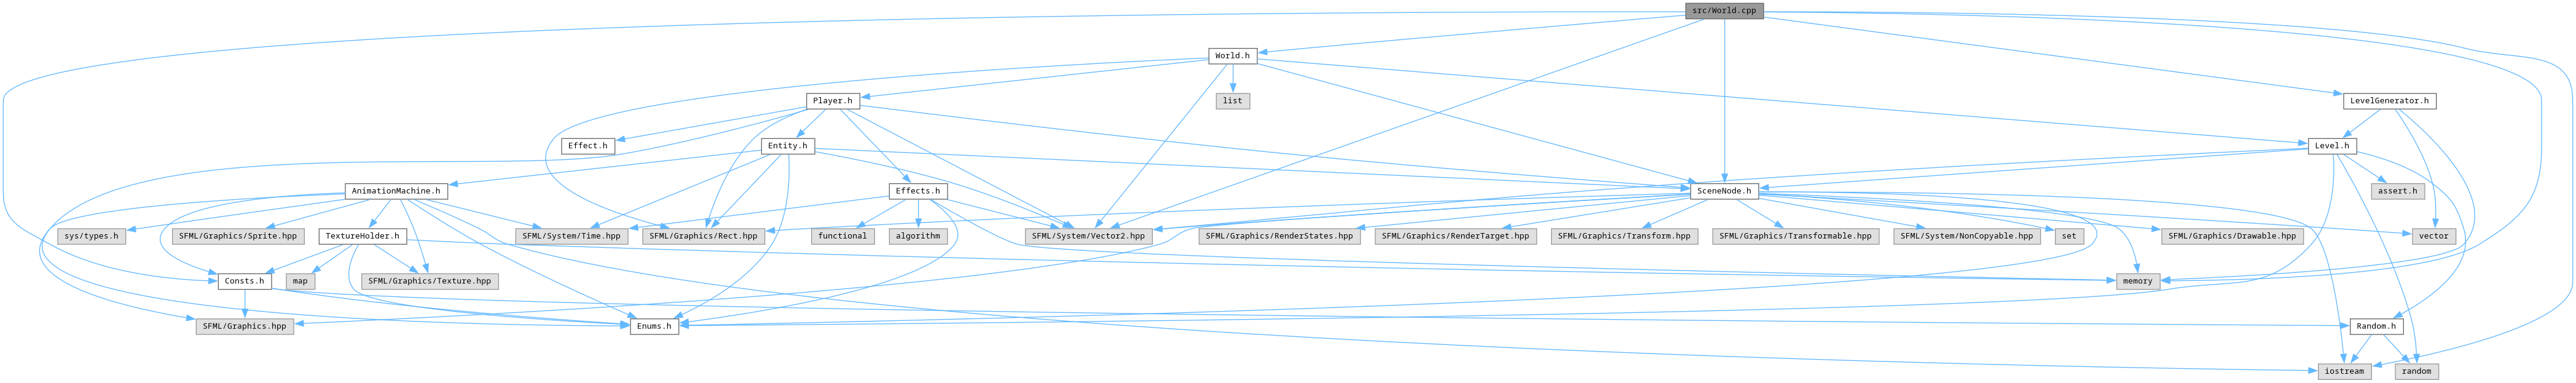 src/World.cpp
World.h
Player.h
list
LevelGenerator.h
Effect.h
Entity.h
Level.h
AnimationMachine.h
Effects.h
SceneNode.h
assert.h
sys/types.h
SFML/Graphics/Sprite.hpp
TextureHolder.h
SFML/System/Time.hpp
SFML/Graphics/Rect.hpp
functional
algorithm
SFML/System/Vector2.hpp
SFML/Graphics/RenderStates.hpp
SFML/Graphics/RenderTarget.hpp
SFML/Graphics/Transform.hpp
SFML/Graphics/Transformable.hpp
SFML/System/NonCopyable.hpp
set
SFML/Graphics/Drawable.hpp
vector
Consts.h
map
SFML/Graphics/Texture.hpp
memory
SFML/Graphics.hpp
Enums.h
Random.h
iostream
random